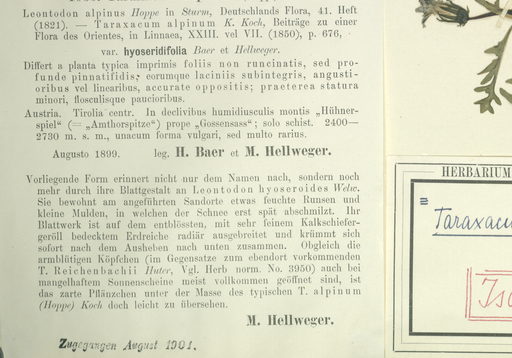 Leontodon alpinus Hoppe in Sturm, Deutschlands Flora, 41. Heft
(1821). — Taraxacum alpinum K. Koch, Beiträge zu einer
Flora des Orientes, in Linnaea, XXIII. vel VII. (1850), p. 676,
var. hyoseridifolia Baer et Hellweger.
Differt a planta typica imprimis foliis non runcinatis, sed pro-
funde pinnatifidis, eorumque laciniis subintegris, angusti-
oribus vel linearibus, accurate oppositis; praeterea statura
minori, flosculisque paucioribus.
Austria. Tirolia centr. In declivibus humidiusculis montis „Hühner-
spiel“ (= „Amthorspitze“) prope „Gossensass“; solo schist. 2400—
2730 m. s. m., unacum forma vulgari, sed multo rarius.
Augusto 1899. leg. H. Baer et M. Hellweger.
Vorliegende Form erinnert nicht nur dem Namen nach, sondern noch
mehr durch ihre Blattgestalt an Leontodon hyoseroides Welw.
Sie bewohnt am angeführten Sandorte etwas feuchte Runsen und
kleine Mulden, in welchen der Schnee erst spät abschmilzt. Ihr
Blattwerk ist auf dem entblössten, mit sehr feinem Kalkschiefer-
geröll bedecktem Erdreiche radiär ausgebreitet und krümmt sich
sofort nach dem Ausheben nach unten zusammen. Obgleich die
armblütigen Köpfchen (im Gegensatze zum ebendort vorkommenden
T. Reichenbachii Huter, Vgl. Herb norm. No. 3950) auch bei
mangelhaftem Sonnenscheine meist vollkommen geöffnet sind, ist
das zarte Pflänzchen unter der Masse des typischen T. alpinum
(Hoppe) Koch doch leicht zu übersehen.
M. Hellweger.
Zugegangen August 1901.
HERBARIUM
Taraxacu